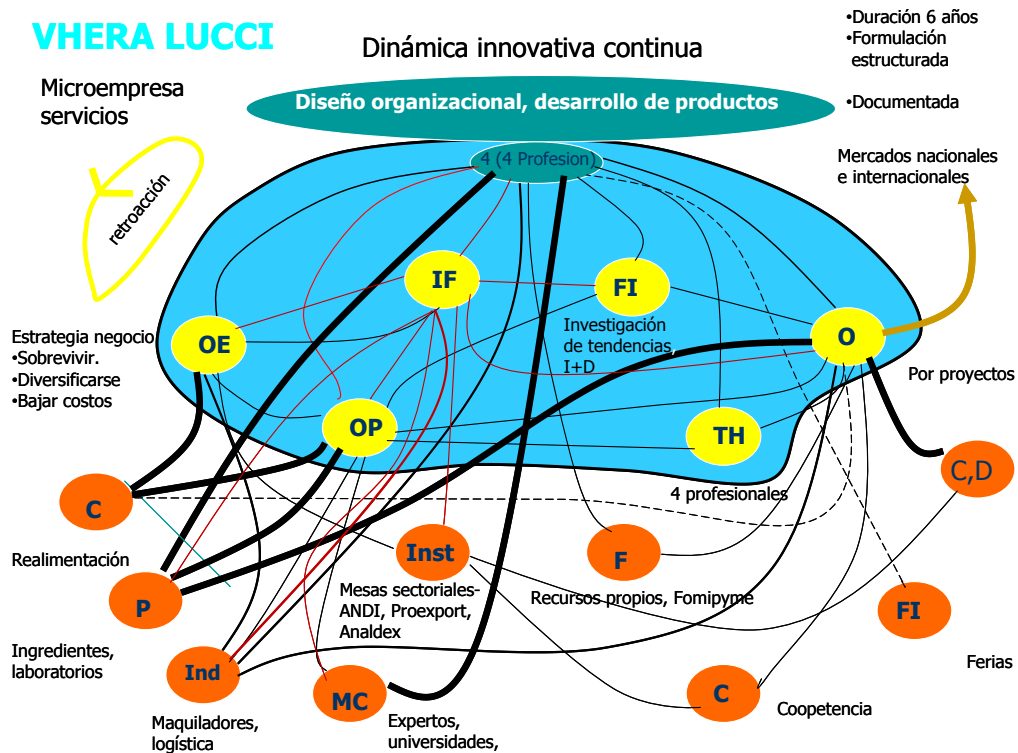 VHERA LUCCI
Dinámica innovativa continua
•Duración 6 años
•Formulación
estructurada
•Documentada
Microempresa
servicios
Diseño organizacional, desarrollo de productos
4 (4 Profesion)
Mercados nacionales
e internacionales
retroacción
IF
FI
Investigación
de tendencias,
I+D
OE
O
Estrategia negocio
•Sobrevivir.
•Diversificarse
•Bajar costos
Por proyectos
OP
TH
4 profesionales
C
C,D
Realimentación
Inst
Mesas sectoriales-
ANDI, Proexport,
Analdex
F
Recursos propios, Fomipyme
P
FI
Ferias
Ingredientes,
laboratorios
Ind
Maquiladores,
logística
MC
Expertos,
universidades,
C
Coopetencia